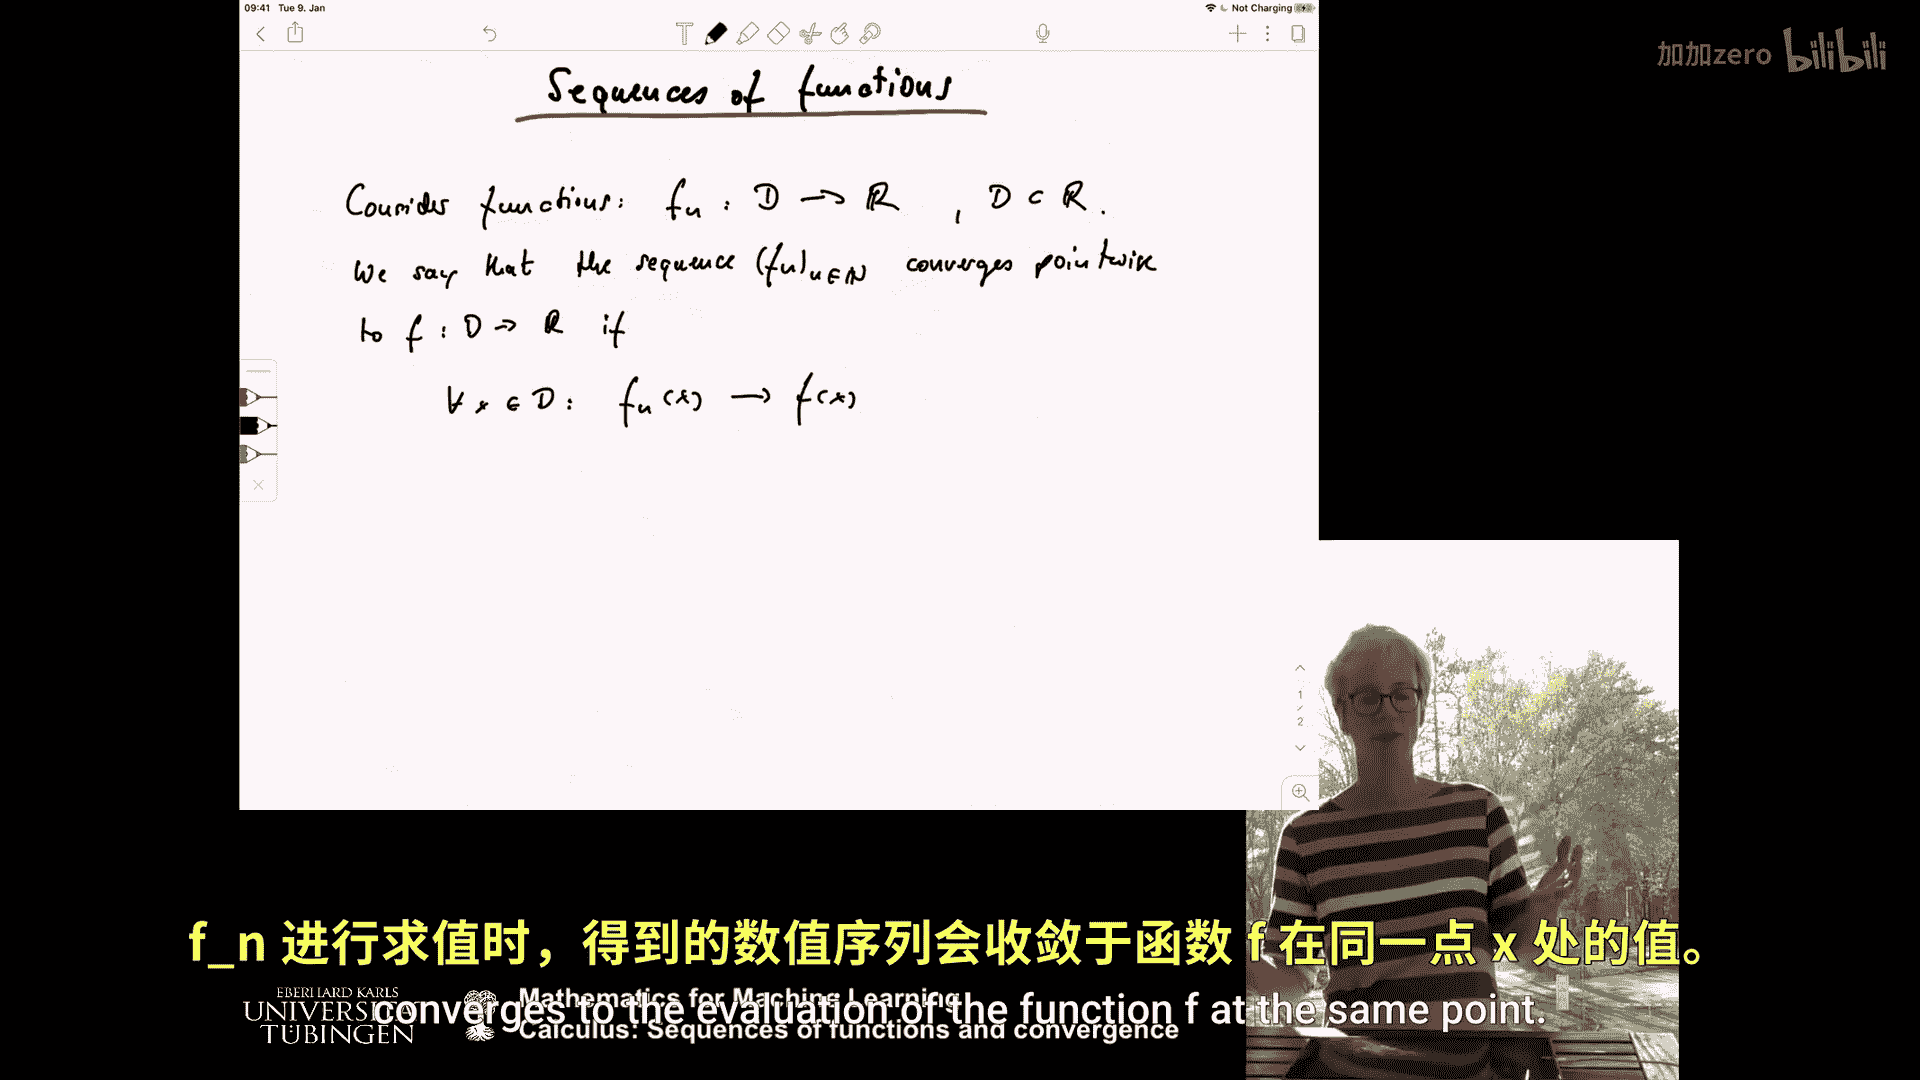 09:41 Tue 9. Jan
Not Charging
加加zero bilibili
Sequences of functions
Consider functions: fn : D → ℝ , D ⊂ ℝ.
We say that the sequence (fn)n∈ℕ converges pointwise
to f : D → ℝ if
∀ x ∈ D : fn(x) → f(x)
1
/
2
f_n 进行求值时，得到的数值序列会收敛于函数 f 在同一点 x 处的值。
EBERHARD KARLS
UNIVERSITÄT
TÜBINGEN
Mathematics for Machine Learning
converges to the evaluation of the function f at the same point.
Calculus: Sequences of functions and convergence